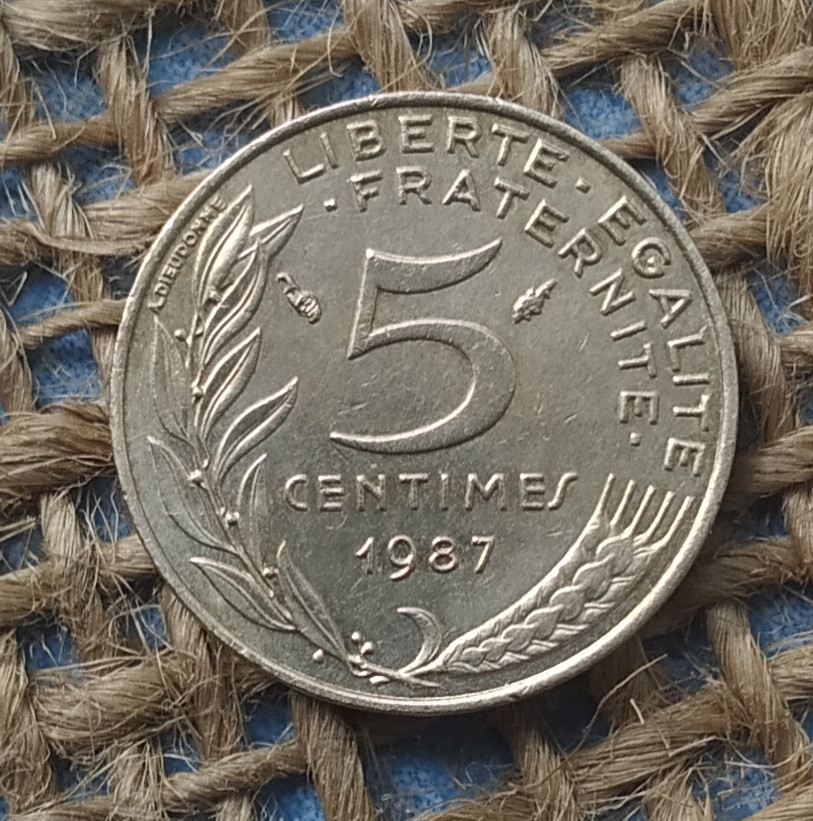 LIBERTE · EGALITE
· FRATERNITE ·
A.DIEUDONNE
5
CENTIMES
1987